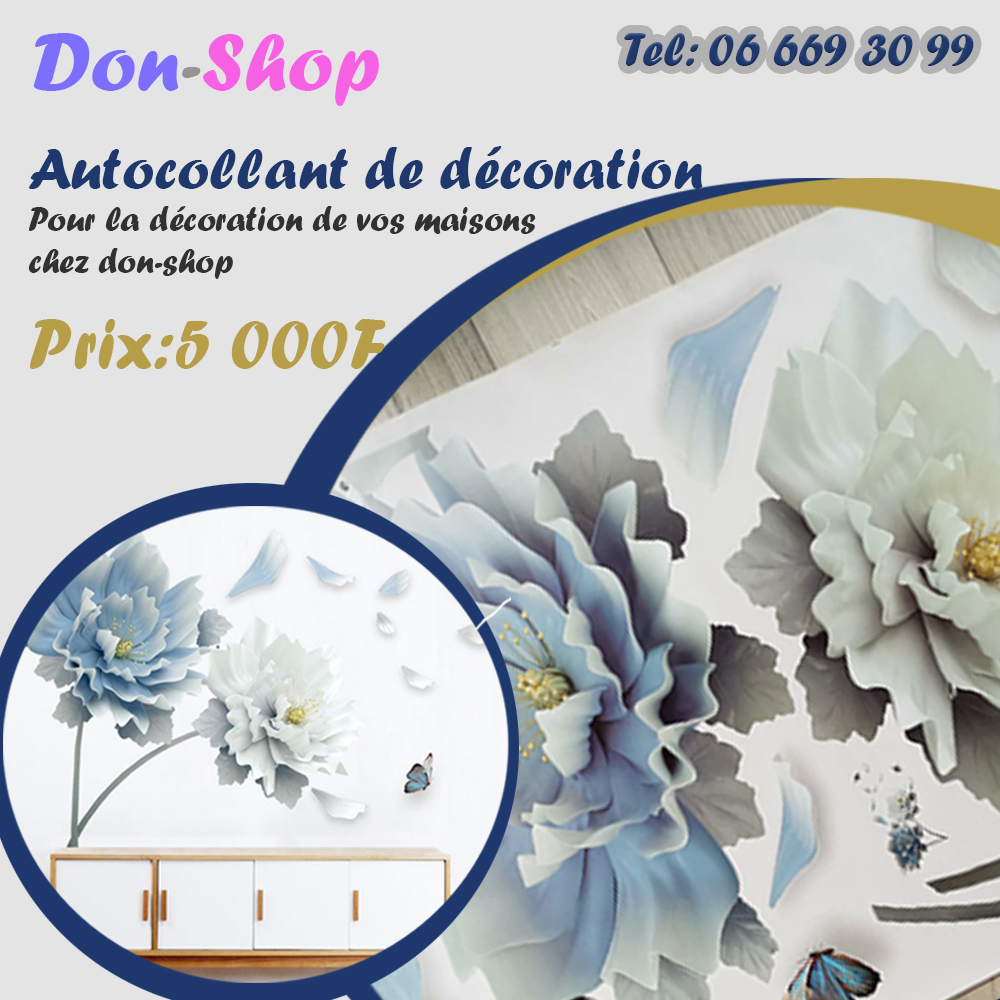 Don-Shop
Tel: 06 669 30 99
Autocollant de décoration
Pour la décoration de vos maisons
chez don-shop
Prix:5 000F